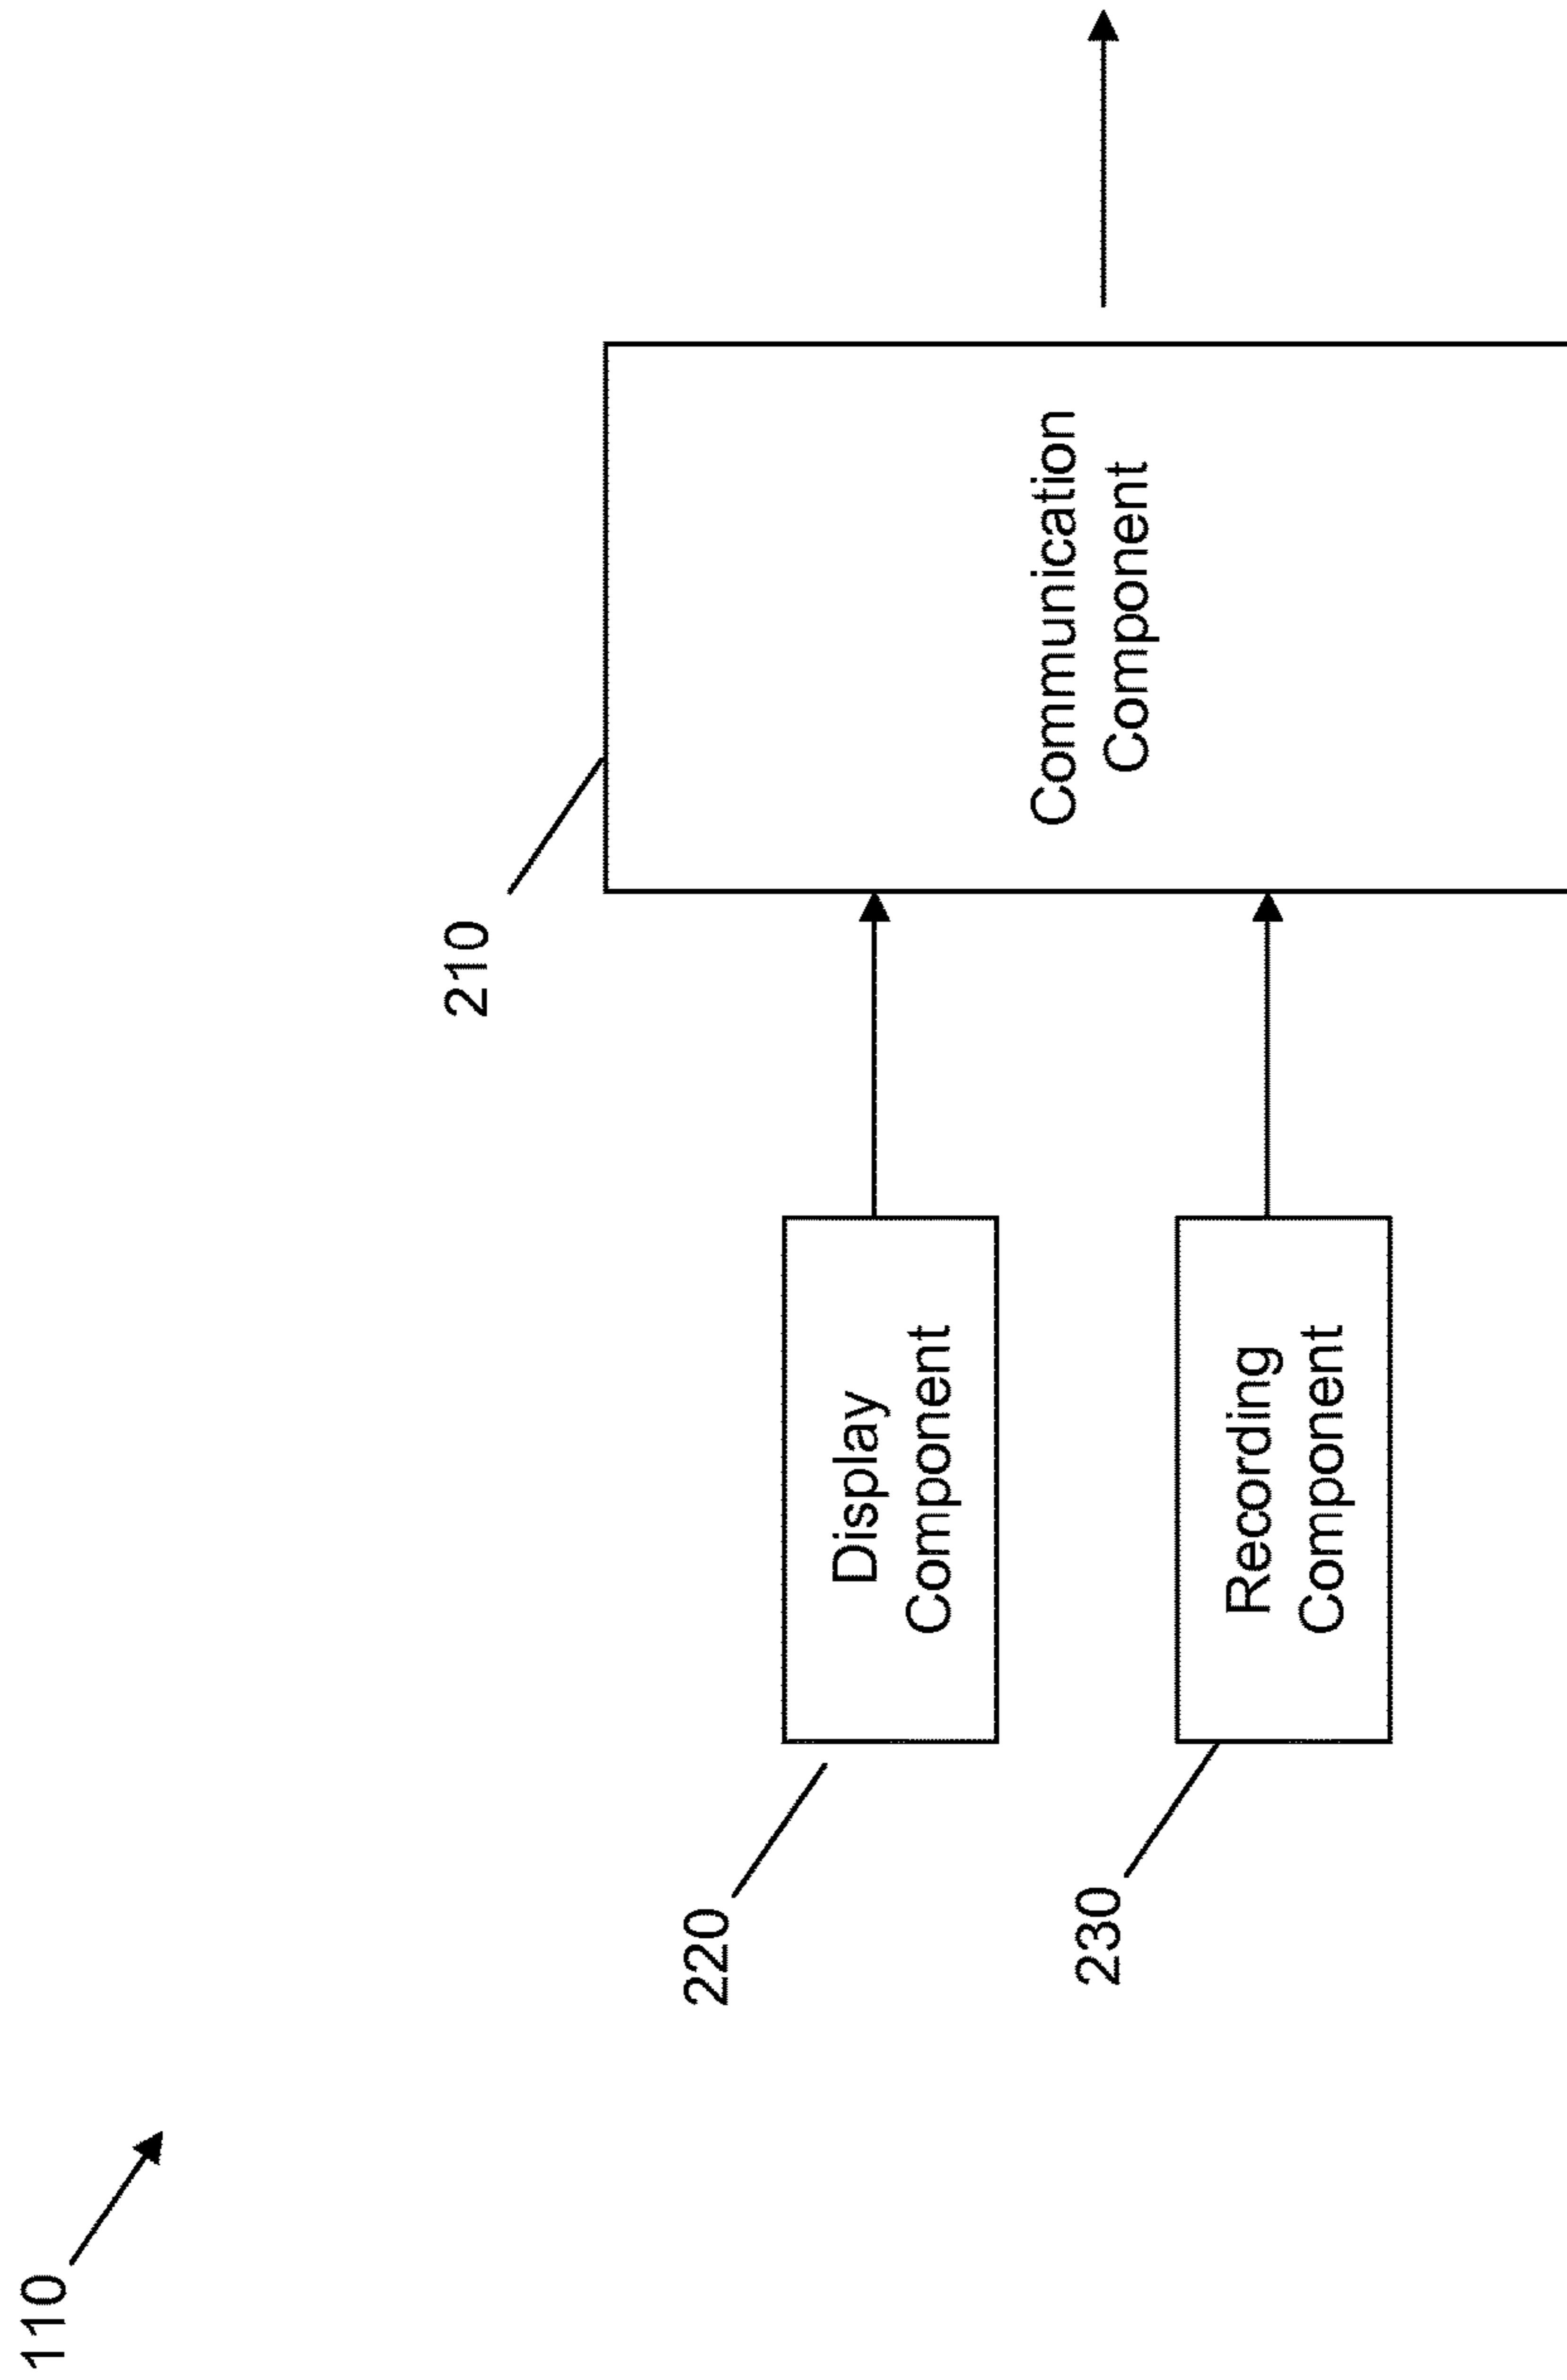 110
210
220
Display
Component
230
Recording
Component
Communication
Component